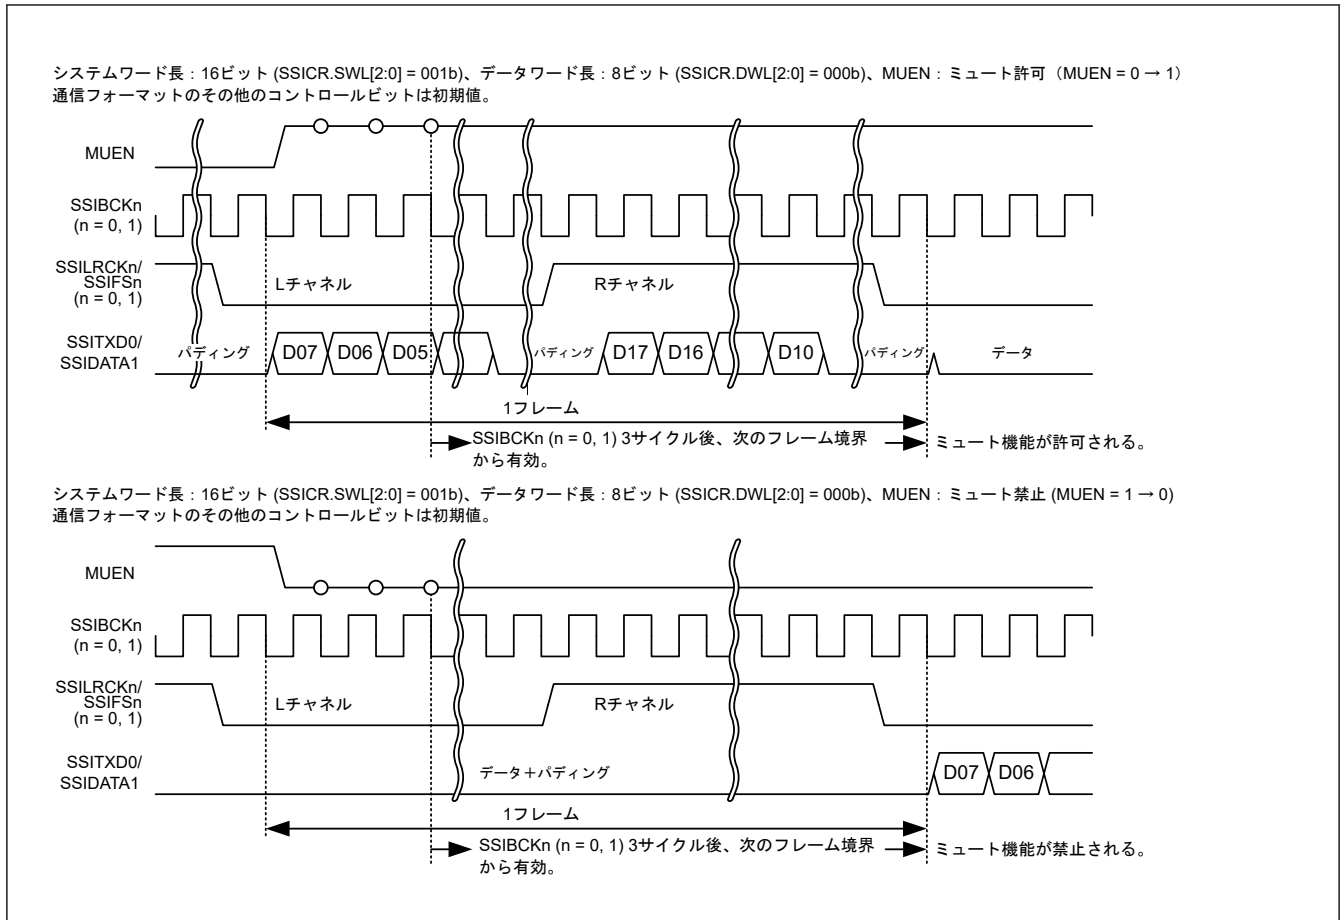 システムワード長：16ビット (SSICR.SWL[2:0] = 001b)、データワード長：8ビット (SSICR.DWL[2:0] = 000b)、MUEN：ミュート許可（MUEN = 0 → 1）
通信フォーマットのその他のコントロールビットは初期値。
MUEN
SSIBCKn
(n = 0, 1)
SSILRCKn/
SSIFSn
(n = 0, 1)
Lチャネル
Rチャネル
SSITXD0/
SSIDATA1
パディング
D07
D06
D05
パディング
D17
D16
D10
パディング
データ
1フレーム
SSIBCKn (n = 0, 1) 3サイクル後、次のフレーム境界
から有効。
ミュート機能が許可される。
システムワード長：16ビット (SSICR.SWL[2:0] = 001b)、データワード長：8ビット (SSICR.DWL[2:0] = 000b)、MUEN：ミュート禁止 (MUEN = 1 → 0)
通信フォーマットのその他のコントロールビットは初期値。
MUEN
SSIBCKn
(n = 0, 1)
SSILRCKn/
SSIFSn
(n = 0, 1)
Lチャネル
Rチャネル
SSITXD0/
SSIDATA1
データ＋パディング
D07
D06
1フレーム
SSIBCKn (n = 0, 1) 3サイクル後、次のフレーム境界
から有効。
ミュート機能が禁止される。